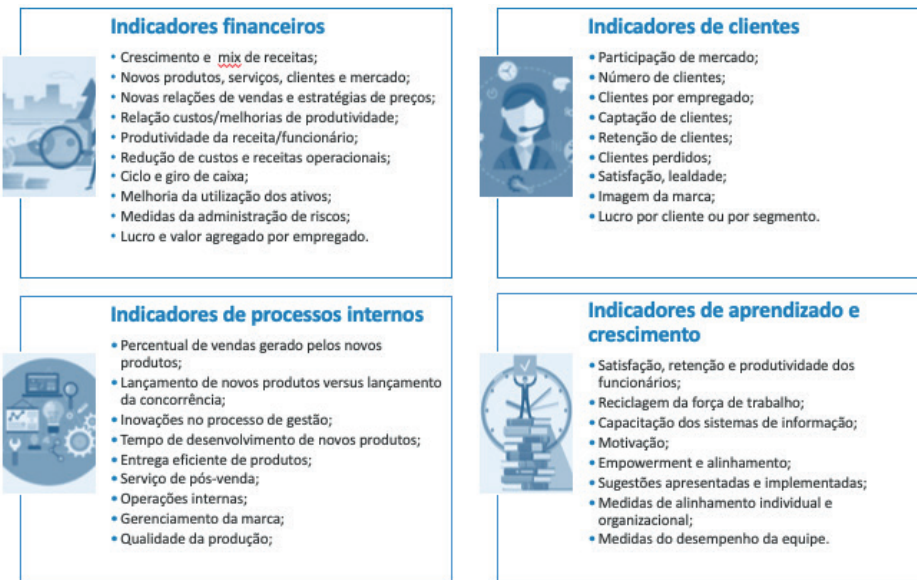 Indicadores financeiros
• Crescimento e mix de receitas;
• Novos produtos, serviços, clientes e mercado;
• Novas relações de vendas e estratégias de preços;
• Relação custos/melhorias de produtividade;
• Produtividade da receita/funcionário;
• Redução de custos e receitas operacionais;
• Ciclo e giro de caixa;
• Melhoria da utilização dos ativos;
• Medidas da administração de riscos;
• Lucro e valor agregado por empregado.
Indicadores de clientes
• Participação de mercado;
• Número de clientes;
• Clientes por empregado;
• Captação de clientes;
• Retenção de clientes;
• Clientes perdidos;
• Satisfação, lealdade;
• Imagem da marca;
• Lucro por cliente ou por segmento.
Indicadores de processos internos
• Percentual de vendas gerado pelos novos
produtos;
• Lançamento de novos produtos versus lançamento
da concorrência;
• Inovações no processo de gestão;
• Tempo de desenvolvimento de novos produtos;
• Entrega eficiente de produtos;
• Serviço de pós-venda;
• Operações internas;
• Gerenciamento da marca;
• Qualidade da produção;
Indicadores de aprendizado e
crescimento
• Satisfação, retenção e produtividade dos
funcionários;
• Reciclagem da força de trabalho;
• Capacitação dos sistemas de informação;
• Motivação;
• Empowerment e alinhamento;
• Sugestões apresentadas e implementadas;
• Medidas de alinhamento individual e
organizacional;
• Medidas do desempenho da equipe.